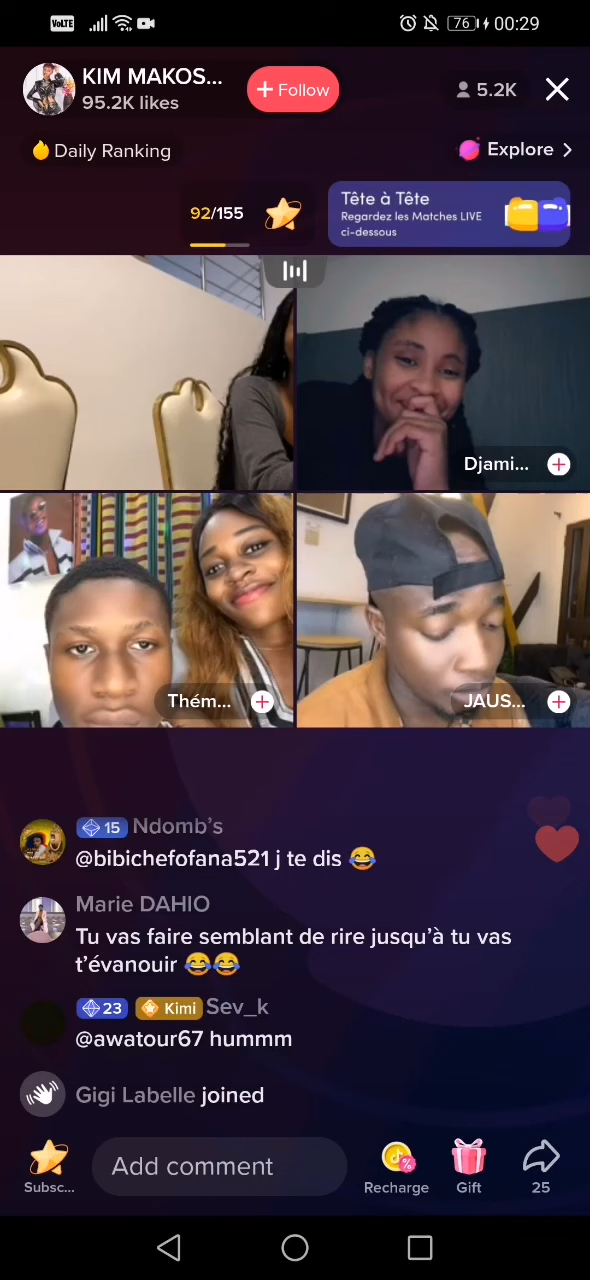 VoLTE 76 00:29
KIM MAKOS...
95.2K likes
+ Follow
5.2K
Daily Ranking
Explore
92/155
Tête à Tête
Regardez les Matches LIVE
ci-dessous
Djami...
Thém...
JAUS...
15 Ndomb's
@bibichefofana521 j te dis 😂
Marie DAHIO
Tu vas faire semblant de rire jusqu'à tu vas
t'évanouir 😂😂
23 Kimi Sev_k
@awatour67 hummm
Gigi Labelle joined
Add comment
Subsc...
Recharge
Gift
25